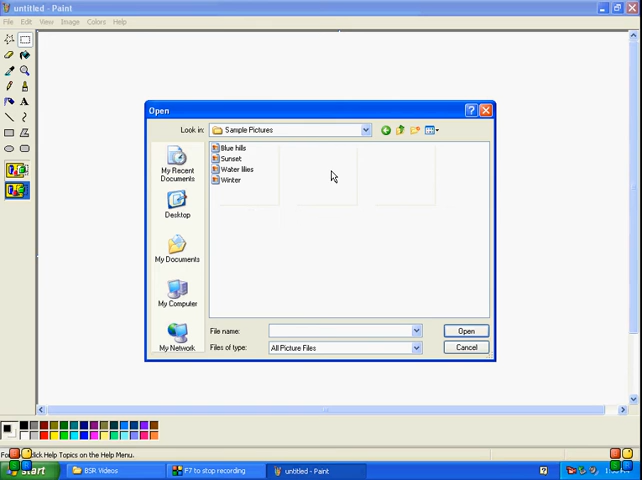 untitled - Paint
File Edit View Image Colors Help
Open
Look in: Sample Pictures
My Recent Documents
Desktop
My Documents
My Computer
My Network
Blue hills
Sunset
Water lilies
Winter
File name:
Open
Files of type: All Picture Files
Cancel
click Help Topics on the Help Menu.
start
BSR Videos
F7 to stop recording
untitled - Paint